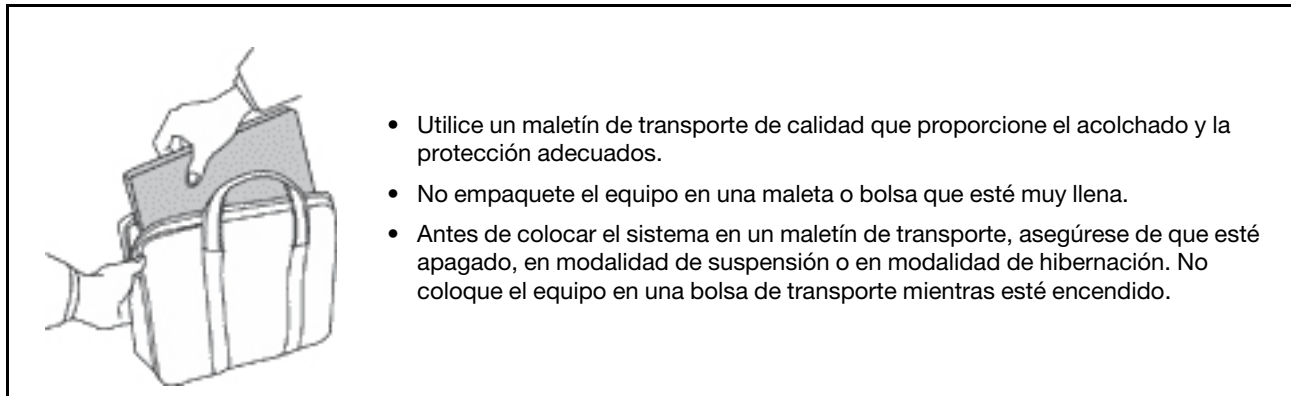 • Utilice un maletín de transporte de calidad que proporcione el acolchado y la
protección adecuados.
• No empaquete el equipo en una maleta o bolsa que esté muy llena.
• Antes de colocar el sistema en un maletín de transporte, asegúrese de que esté
apagado, en modalidad de suspensión o en modalidad de hibernación. No
coloque el equipo en una bolsa de transporte mientras esté encendido.